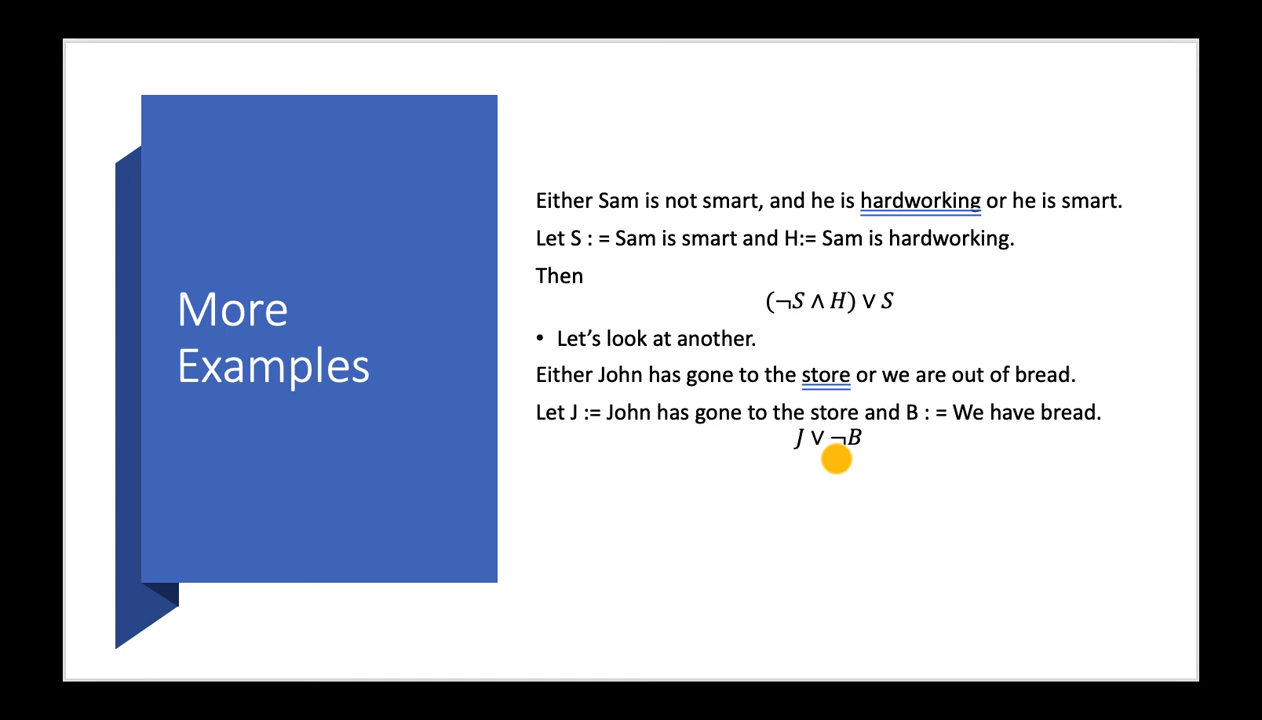 More
Examples
Either Sam is not smart, and he is hardworking or he is smart.
Let S : = Sam is smart and H:= Sam is hardworking.
Then
(¬S ∧ H) ∨ S
• Let’s look at another.
Either John has gone to the store or we are out of bread.
Let J := John has gone to the store and B : = We have bread.
J ∨ ¬B